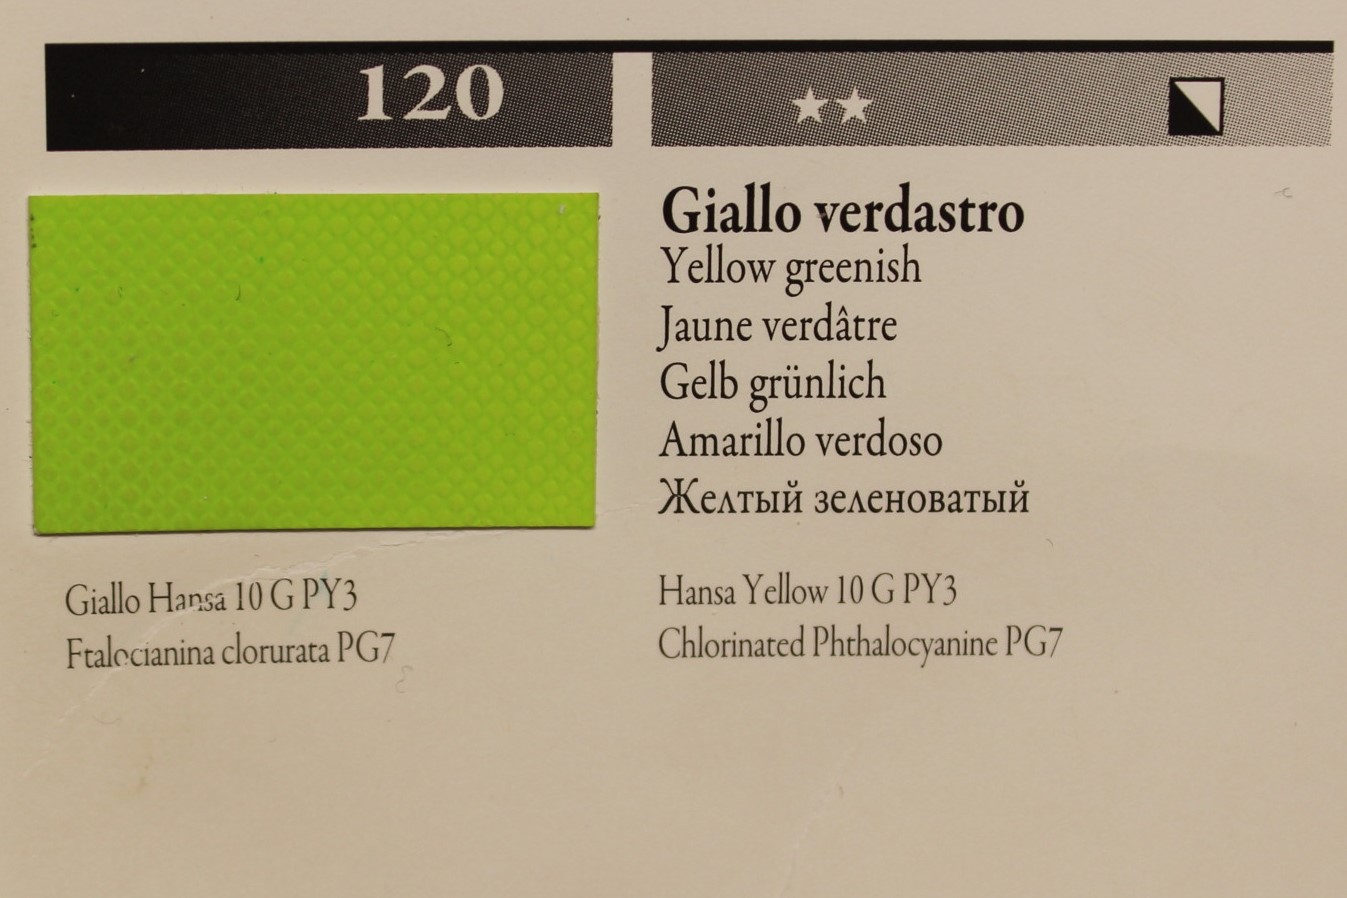 120
★★
Giallo verdastro
Yellow greenish
Jaune verdâtre
Gelb grünlich
Amarillo verdoso
Желтый зеленоватый
Giallo Hansa 10 G PY3
Ftalocianina clorurata PG7
Hansa Yellow 10 G PY3
Chlorinated Phthalocyanine PG7